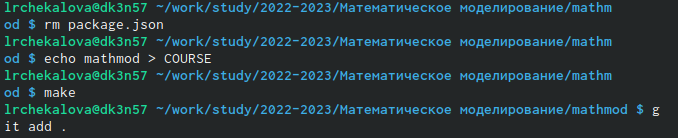 lrchekalova@dk3n57 ~/work/study/2022-2023/Математическое моделирование/mathm
od $ rm package.json
lrchekalova@dk3n57 ~/work/study/2022-2023/Математическое моделирование/mathm
od $ echo mathmod > COURSE
lrchekalova@dk3n57 ~/work/study/2022-2023/Математическое моделирование/mathm
od $ make
lrchekalova@dk3n57 ~/work/study/2022-2023/Математическое моделирование/mathmod $ g
it add .